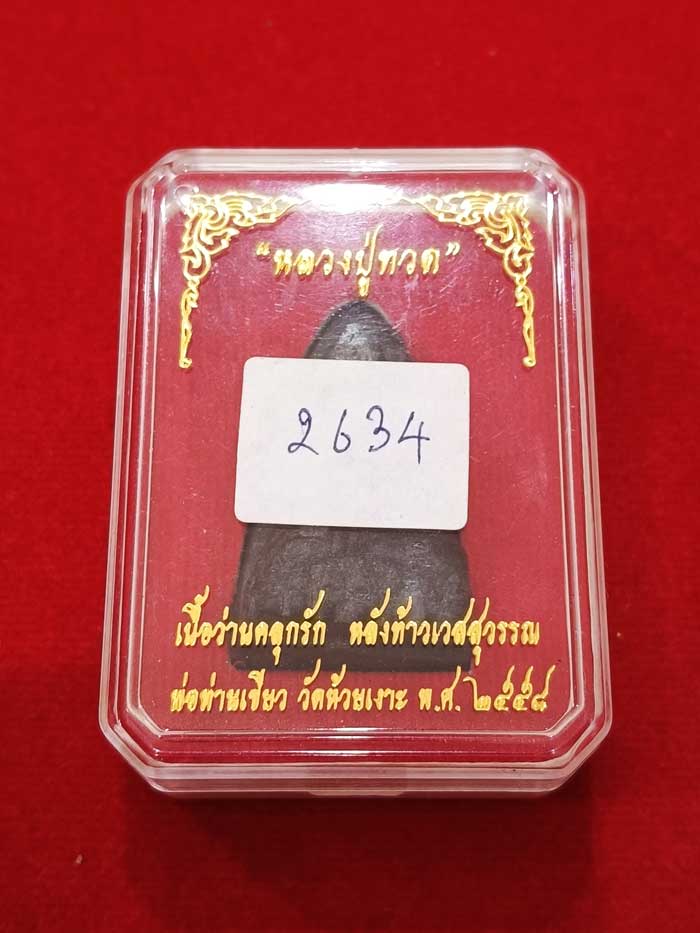 “หลวงปู่ทวด”
2634
เนื้อว่านคลุกรัก หลังท้าวเวสสุวรรณ
พ่อท่านเขียว วัดห้วยเงาะ พ.ศ. ๒๕๕๘